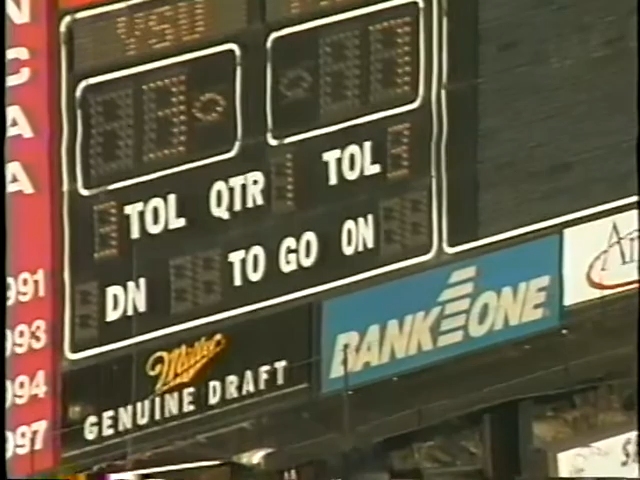 N
C
A
A
991
993
994
997
YSU
TOL QTR TOL
DN TO GO ON
Miller
GENUINE DRAFT
BANK ONE